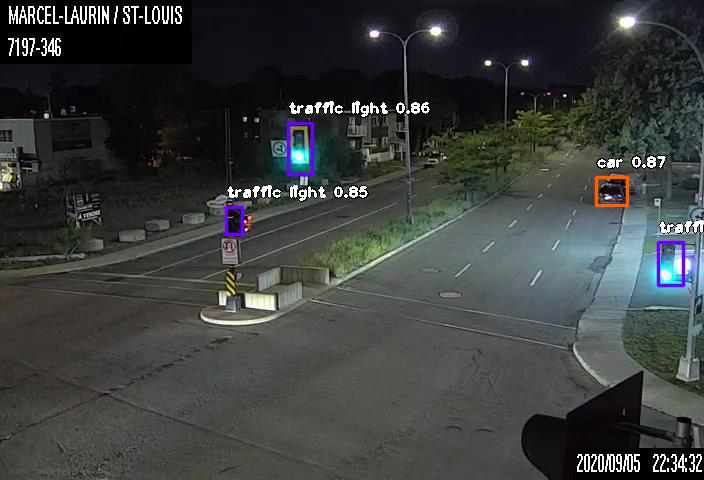 MARCEL-LAURIN / ST-LOUIS
7197-346
traffic light 0.86
car 0.87
traffic light 0.85
traffi
2020/09/05 22:34:32